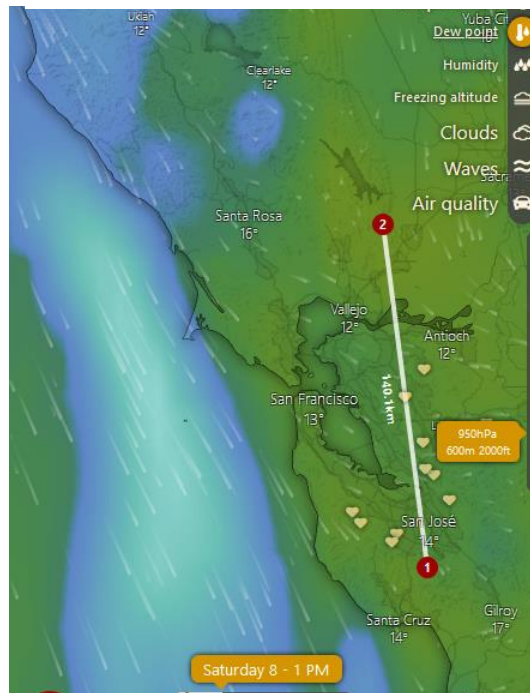 Ukiah
12°
Yuba City
Dew point
Humidity
Clearlake
12°
Freezing altitude
Clouds
Waves
Air quality
Santa Rosa
16°
2
Vallejo
12°
Antioch
12°
140.1km
San Francisco
13°
950hPa
600m 2000ft
San José
14°
1
Santa Cruz
14°
Gilroy
17°
Saturday 8 - 1 PM